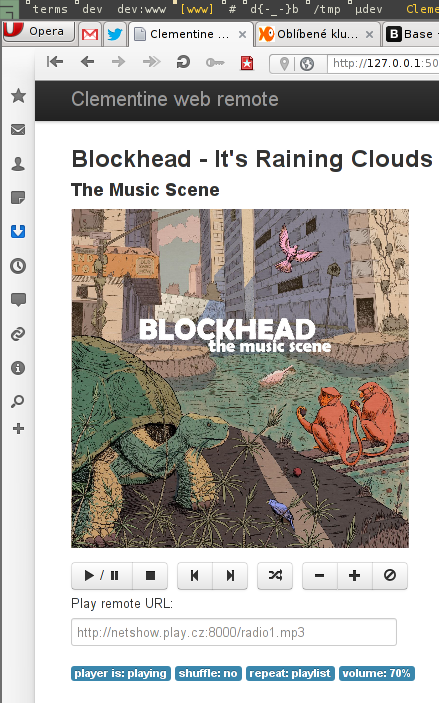 terms dev dev:www [www] # d{-_-}b /tmp μdev Cleme
Opera
Clementine ...
Oblíbené klu...
B Base -
http://127.0.0.1:50
Clementine web remote
Blockhead - It's Raining Clouds
The Music Scene
BLOCKHEAD
the music scene
/
Play remote URL:
http://netshow.play.cz:8000/radio1.mp3
player is: playing shuffle: no repeat: playlist volume: 70%